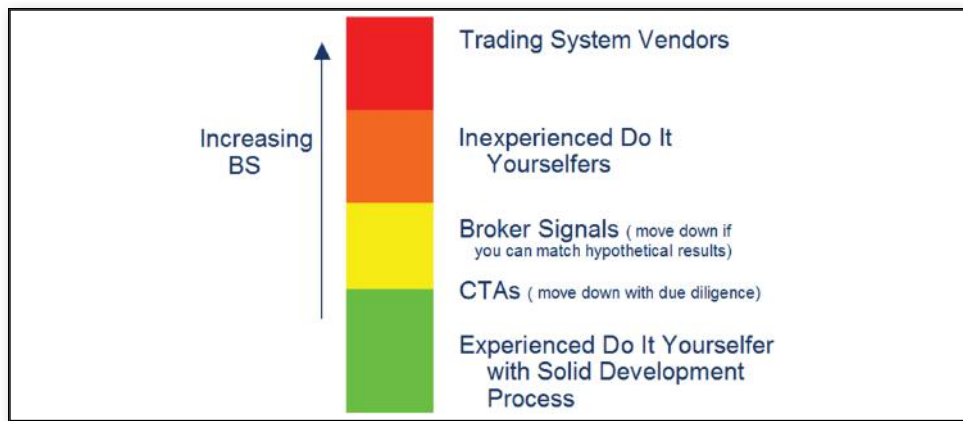 Trading System Vendors
Increasing
BS
Inexperienced Do It
Yourselfers
Broker Signals ( move down if
you can match hypothetical results)
CTAs ( move down with due diligence)
Experienced Do It Yourselfer
with Solid Development
Process